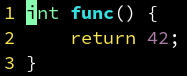 1 int func() {
2     return 42;
3 }